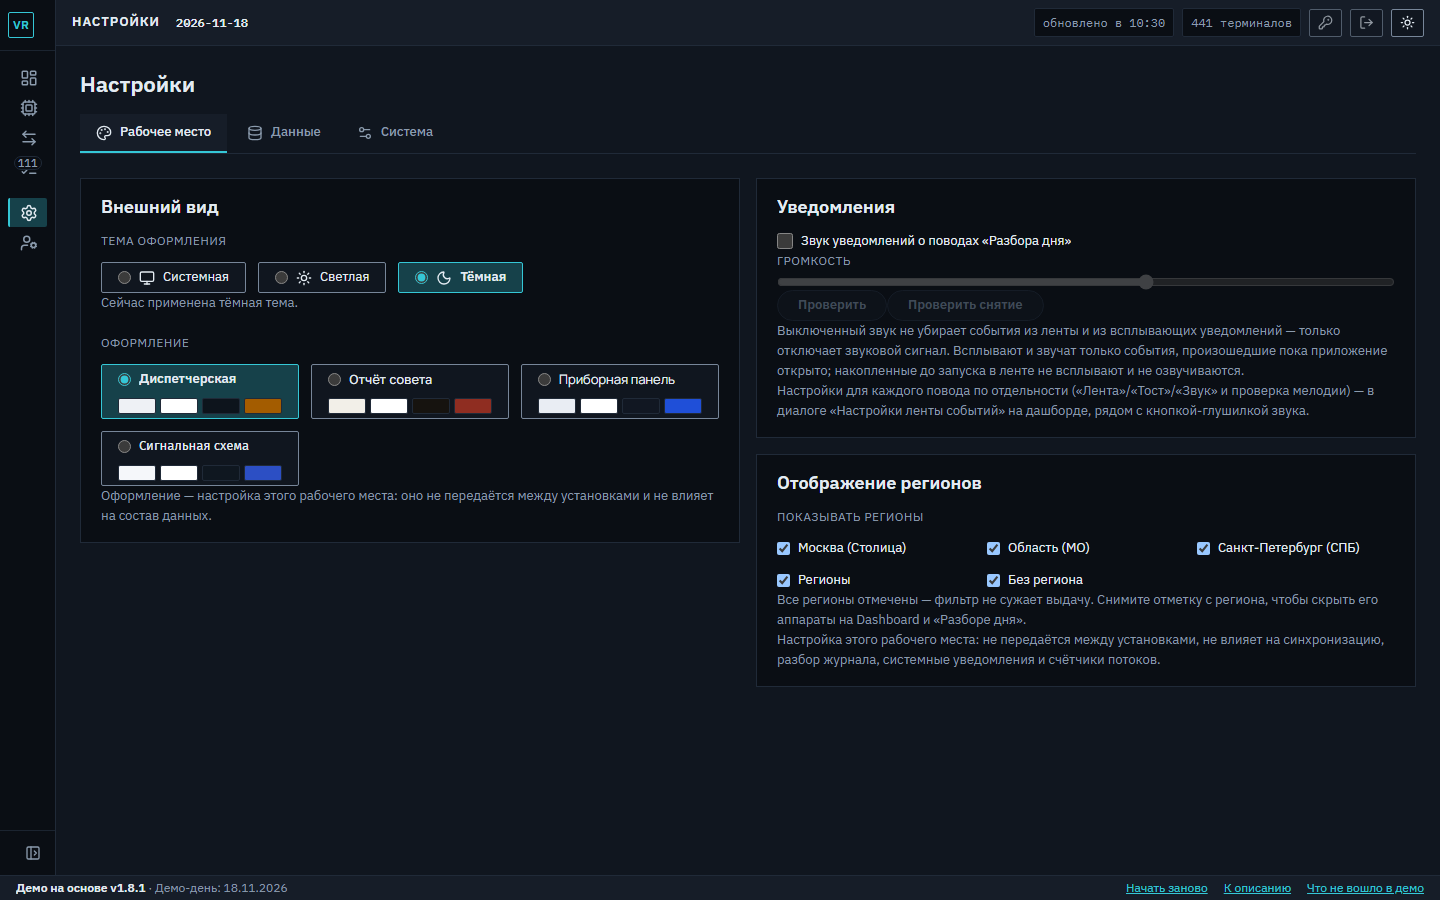 VR
НАСТРОЙКИ 2026-11-18
обновлено в 10:30
441 терминалов
111
Настройки
Рабочее место
Данные
Система
Внешний вид
ТЕМА ОФОРМЛЕНИЯ
Системная
Светлая
Тёмная
Сейчас применена тёмная тема.
ОФОРМЛЕНИЕ
Диспетчерская
Отчёт совета
Приборная панель
Сигнальная схема
Оформление — настройка этого рабочего места: оно не передаётся между установками и не влияет
на состав данных.
Уведомления
Звук уведомлений о поводах «Разбора дня»
ГРОМКОСТЬ
Проверить
Проверить снятие
Выключенный звук не убирает события из ленты и из всплывающих уведомлений — только
отключает звуковой сигнал. Всплывают и звучат только события, произошедшие пока приложение
открыто; накопленные до запуска в ленте не всплывают и не озвучиваются.
Настройки для каждого повода по отдельности («Лента»/«Тост»/«Звук» и проверка мелодии) — в
диалоге «Настройки ленты событий» на дашборде, рядом с кнопкой-глушилкой звука.
Отображение регионов
ПОКАЗЫВАТЬ РЕГИОНЫ
Москва (Столица)
Область (МО)
Санкт-Петербург (СПБ)
Регионы
Без региона
Все регионы отмечены — фильтр не сужает выдачу. Снимите отметку с региона, чтобы скрыть его
аппараты на Dashboard и «Разборе дня».
Настройка этого рабочего места: не передаётся между установками, не влияет на синхронизацию,
разбор журнала, системные уведомления и счётчики потоков.
Демо на основе v1.8.1 · Демо-день: 18.11.2026
Начать заново
К описанию
Что не вошло в демо